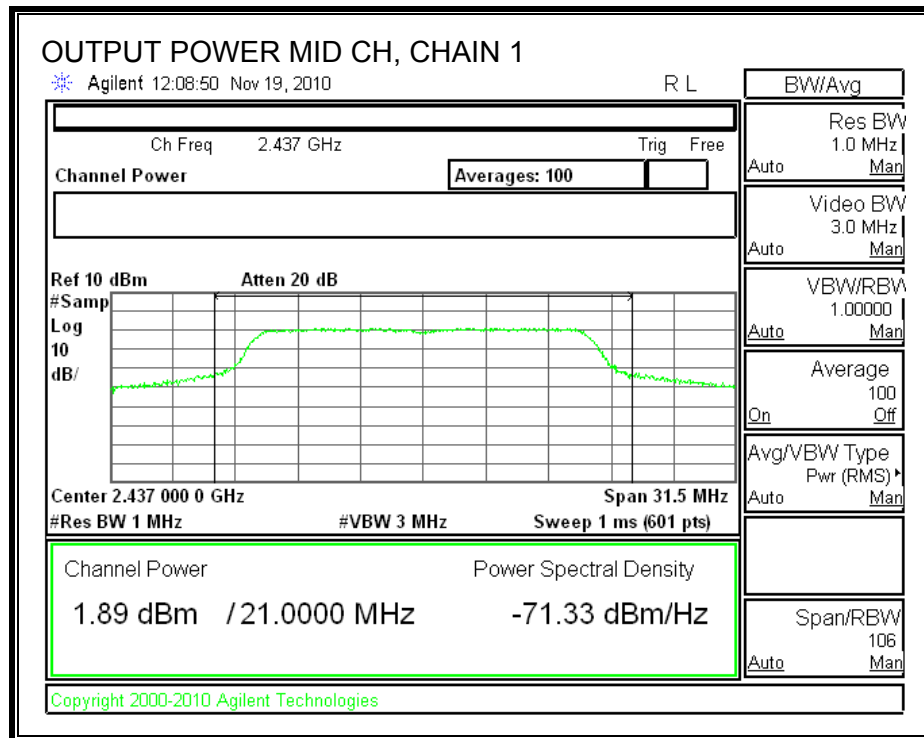 OUTPUT POWER MID CH, CHAIN 1
Agilent 12:08:50 Nov 19, 2010 R L
BW/Avg
Ch Freq 2.437 GHz Trig Free
Channel Power Averages: 100
Ref 10 dBm Atten 20 dB
#Samp
Log
10
dB/
Center 2.437 000 0 GHz Span 31.5 MHz
#Res BW 1 MHz #VBW 3 MHz Sweep 1 ms (601 pts)
Channel Power Power Spectral Density
1.89 dBm /21.0000 MHz -71.33 dBm/Hz
Copyright 2000-2010 Agilent Technologies
Res BW
1.0 MHz
Auto Man
Video BW
3.0 MHz
Auto Man
VBW/RBW
1.00000
Auto Man
Average
100
On Off
Avg/VBW Type
Pwr (RMS)
Auto Man
Span/RBW
106
Auto Man